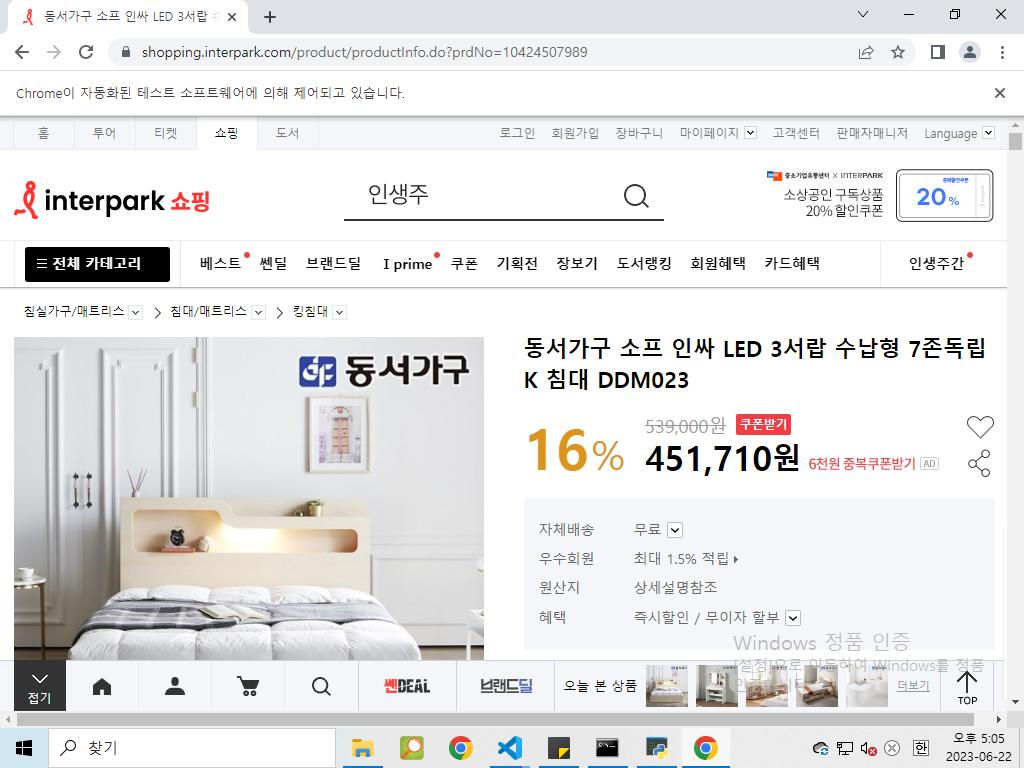 동서가구 소프 인싸 LED 3서랍
shopping.interpark.com/product/productInfo.do?prdNo=10424507989
Chrome이 자동화된 테스트 소프트웨어에 의해 제어되고 있습니다.
홈 투어 티켓 쇼핑 도서 로그인 회원가입 장바구니 마이페이지 고객센터 판매자매니저 Language
interpark 쇼핑 인생주
중소기업유통센터 X INTERPARK
소상공인 구독상품
20% 할인쿠폰
중복할인쿠폰
20%
전체 카테고리 베스트 쎈딜 브랜드딜 I prime 쿠폰 기획전 장보기 도서랭킹 회원혜택 카드혜택 인생주간
침실가구/매트리스 침대/매트리스 킹침대
동서가구
동서가구 소프 인싸 LED 3서랍 수납형 7존독립
K 침대 DDM023
16% 539,000원 쿠폰받기
451,710원 6천원 중복쿠폰받기 AD
자체배송 무료
우수회원 최대 1.5% 적립
원산지 상세설명참조
혜택 즉시할인 / 무이자 할부
Windows 정품 인증
[설정]으로 이동하여 Windows를 정품
접기 쎈DEAL 브랜드딜 오늘 본 상품 더보기 TOP
찾기
한
오후 5:05
2023-06-22